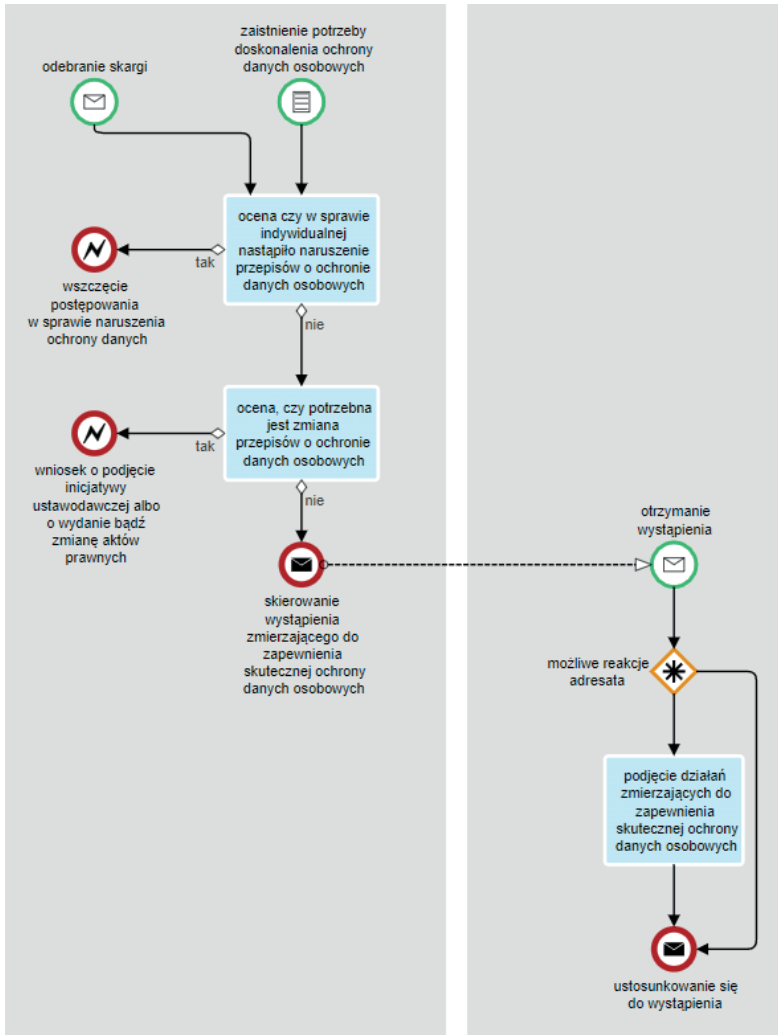 odebranie skargi
zaistnienie potrzeby
doskonalenia ochrony
danych osobowych
ocena czy w sprawie
indywidualnej
nastąpiło naruszenie
przepisów o ochronie
danych osobowych
tak
wszczęcie
postępowania
w sprawie naruszenia
ochrony danych
nie
ocena, czy potrzebna
jest zmiana
przepisów o ochronie
danych osobowych
tak
wniosek o podjęcie
inicjatywy
ustawodawczej albo
o wydanie bądź
zmianę aktów
prawnych
nie
skierowanie
wystąpienia
zmierzającego do
zapewnienia
skutecznej ochrony
danych osobowych
otrzymanie
wystąpienia
możliwe reakcje
adresata
podjęcie działań
zmierzających do
zapewnienia
skutecznej ochrony
danych osobowych
ustosunkowanie się
do wystąpienia